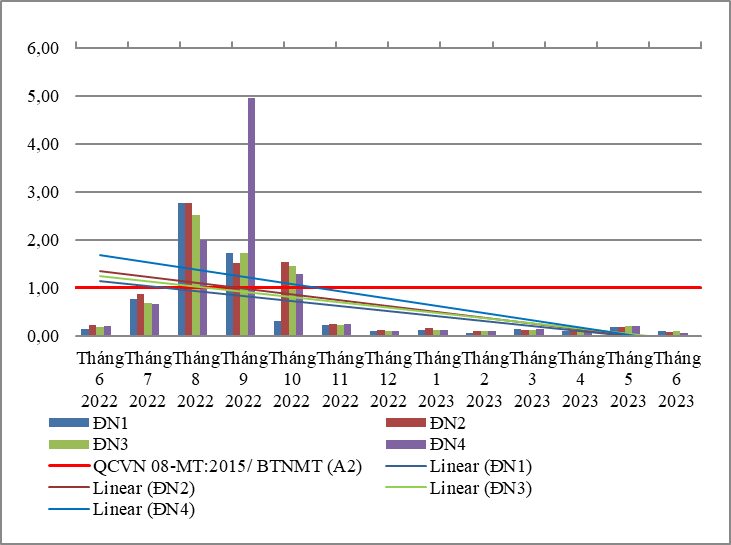 6,00
5,00
4,00
3,00
2,00
1,00
0,00
Tháng 6 2022
Tháng 7 2022
Tháng 8 2022
Tháng 9 2022
Tháng 10 2022
Tháng 11 2022
Tháng 12 2022
Tháng 1 2023
Tháng 2 2023
Tháng 3 2023
Tháng 4 2023
Tháng 5 2023
Tháng 6 2023
ĐN1
ĐN2
ĐN3
ĐN4
QCVN 08-MT:2015/ BTNMT (A2)
Linear (ĐN1)
Linear (ĐN2)
Linear (ĐN3)
Linear (ĐN4)